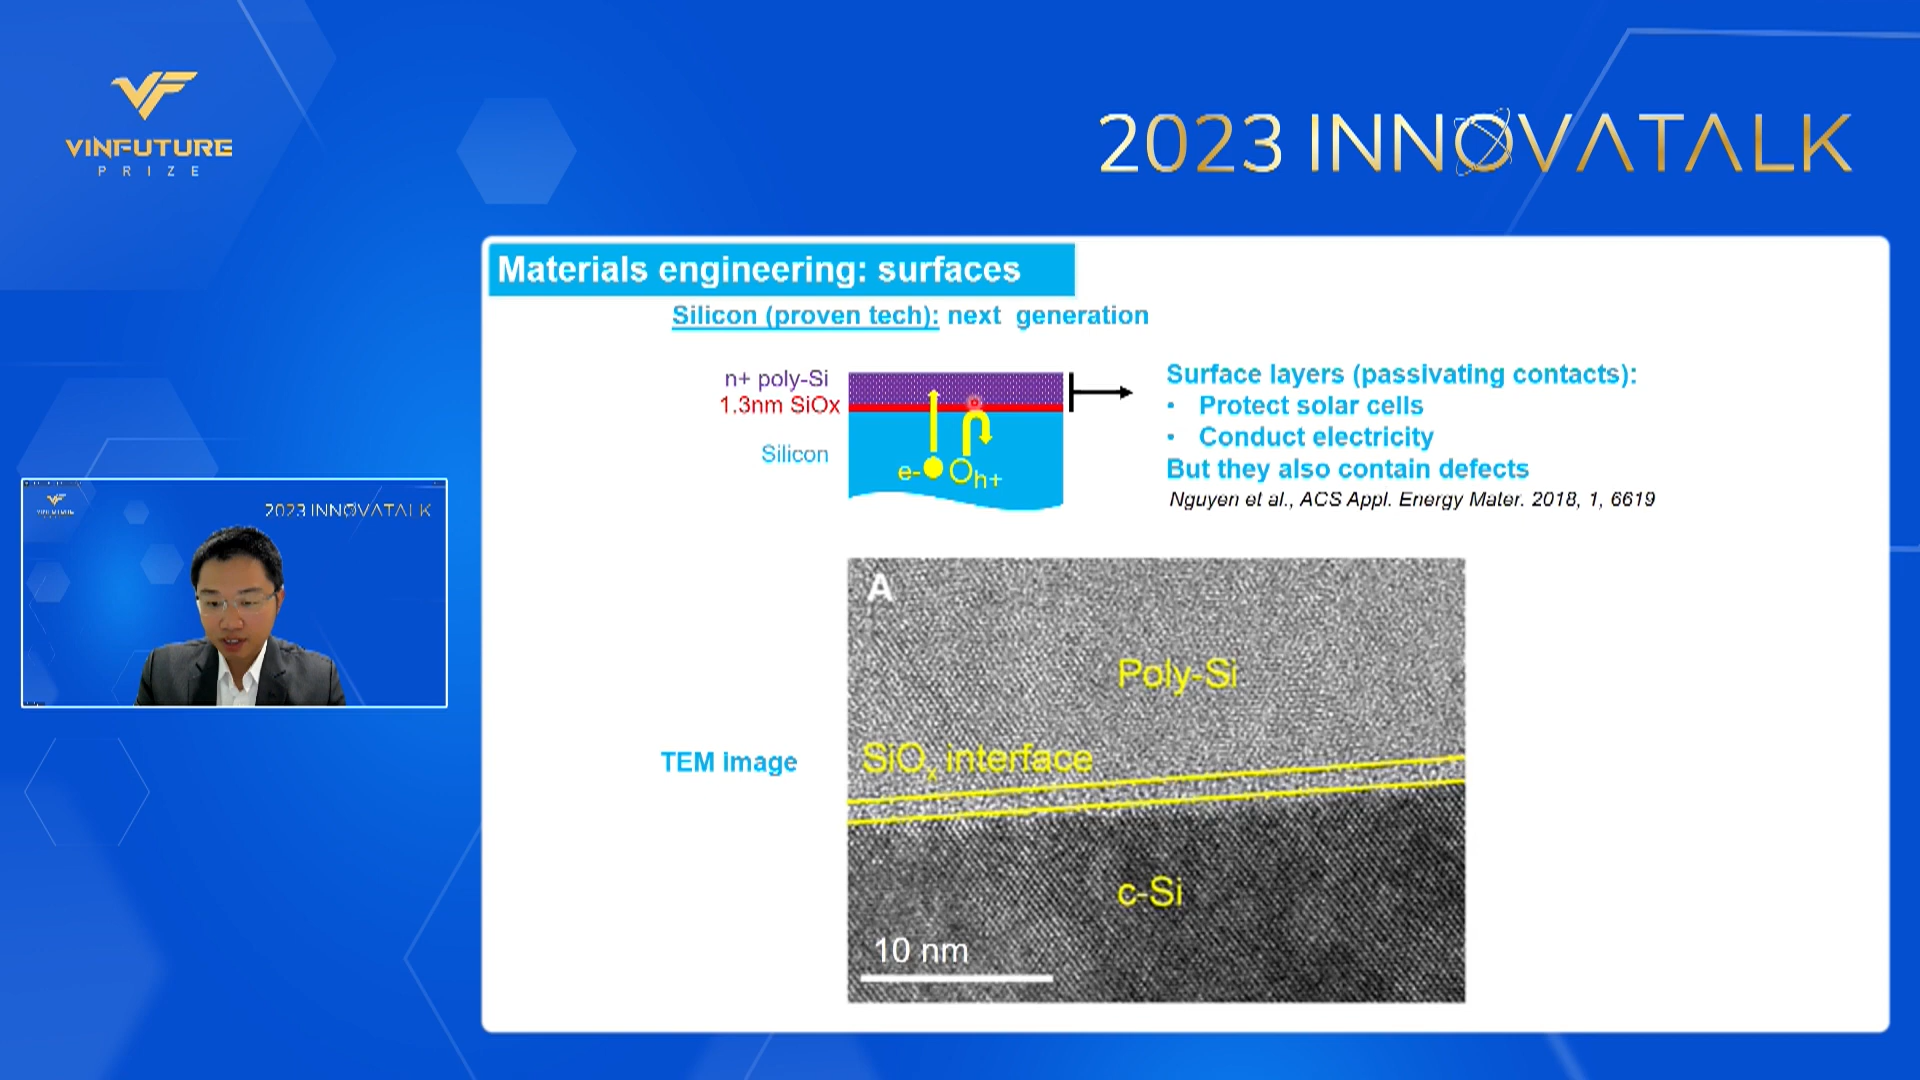 VINFUTURE
PRIZE
2023 INNOVATALK
Materials engineering: surfaces
Silicon (proven tech): next generation
n+ poly-Si
1.3nm SiOx
Silicon
e-
h+
Surface layers (passivating contacts):
• Protect solar cells
• Conduct electricity
But they also contain defects
Nguyen et al., ACS Appl. Energy Mater. 2018, 1, 6619
2023 INNOVATALK
A
Poly-Si
SiOx interface
TEM image
c-Si
10 nm